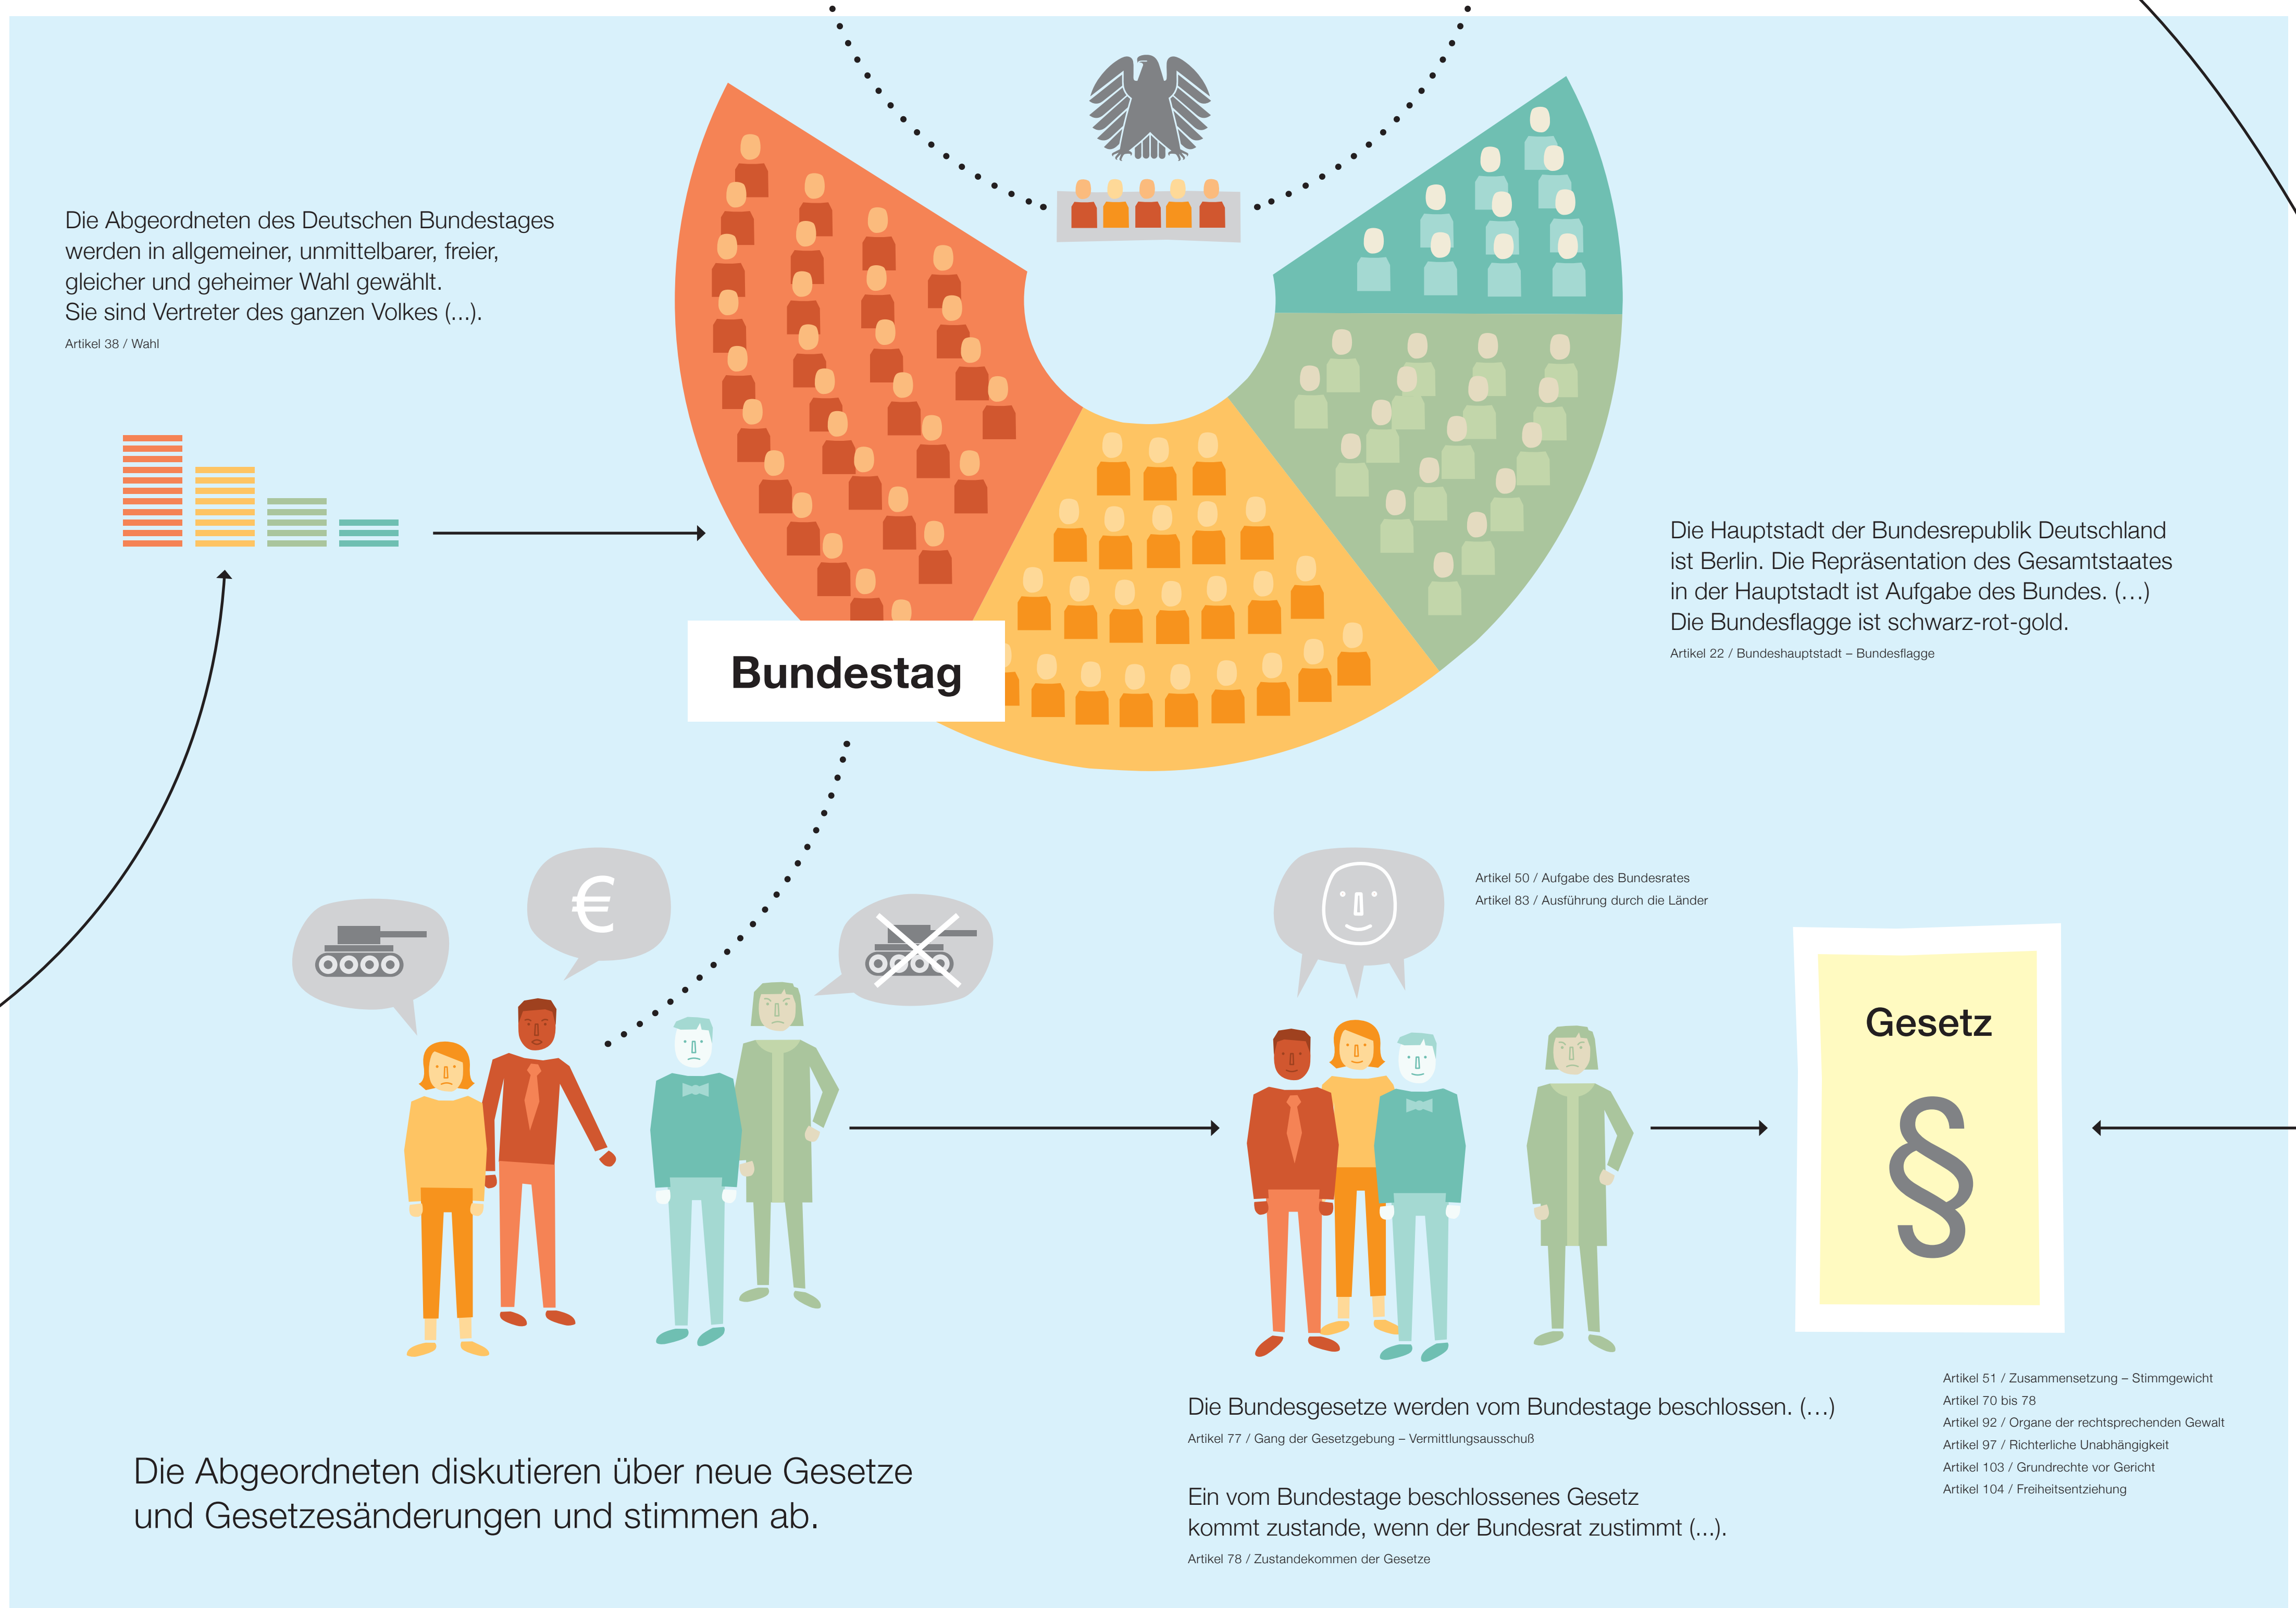 Die Abgeordneten des Deutschen Bundestages
werden in allgemeiner, unmittelbarer, freier,
gleicher und geheimer Wahl gewählt.
Sie sind Vertreter des ganzen Volkes (...).
Artikel 38 / Wahl
Die Hauptstadt der Bundesrepublik Deutschland
ist Berlin. Die Repräsentation des Gesamtstaates
in der Hauptstadt ist Aufgabe des Bundes. (…)
Die Bundesflagge ist schwarz-rot-gold.
Artikel 22 / Bundeshauptstadt – Bundesflagge
Bundestag
€
Artikel 50 / Aufgabe des Bundesrates
Artikel 83 / Ausführung durch die Länder
Gesetz
§
Die Abgeordneten diskutieren über neue Gesetze
und Gesetzesänderungen und stimmen ab.
Die Bundesgesetze werden vom Bundestage beschlossen. (…)
Artikel 77 / Gang der Gesetzgebung – Vermittlungsausschuß
Ein vom Bundestage beschlossenes Gesetz
kommt zustande, wenn der Bundesrat zustimmt (...).
Artikel 78 / Zustandekommen der Gesetze
Artikel 51 / Zusammensetzung – Stimmgewicht
Artikel 70 bis 78
Artikel 92 / Organe der rechtsprechenden Gewalt
Artikel 97 / Richterliche Unabhängigkeit
Artikel 103 / Grundrechte vor Gericht
Artikel 104 / Freiheitsentziehung